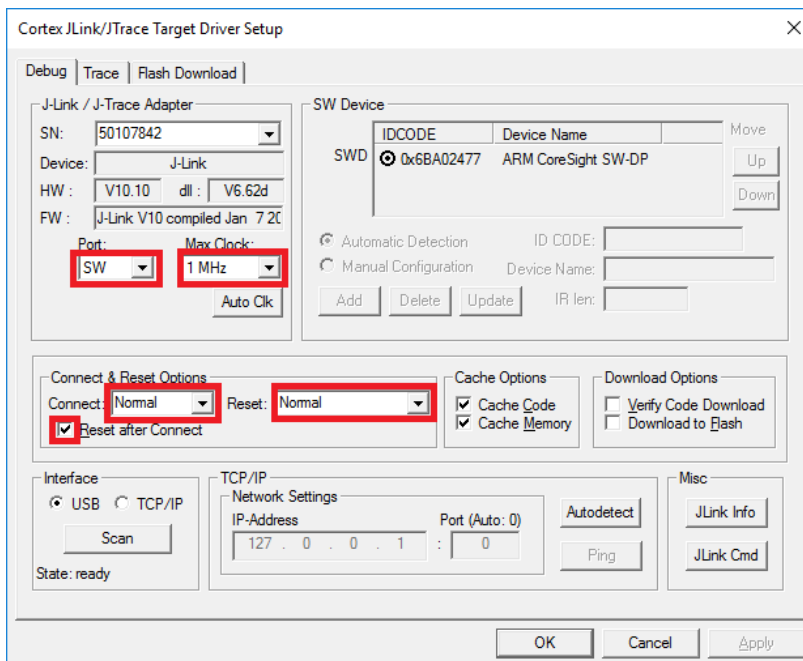 Cortex JLink/JTrace Target Driver Setup
Debug Trace Flash Download
J-Link / J-Trace Adapter
SN: 50107842
Device: J-Link
HW : V10.10 dll : V6.62d
FW : J-Link V10 compiled Jan 7 20
Port: Max Clock:
SW 1 MHz
Auto Clk
SW Device
IDCODE Device Name
SWD 0x6BA02477 ARM CoreSight SW-DP
Move
Up
Down
Automatic Detection ID CODE:
Manual Configuration Device Name:
Add Delete Update IR len:
Connect & Reset Options
Connect: Normal Reset: Normal
Reset after Connect
Cache Options
Cache Code
Cache Memory
Download Options
Verify Code Download
Download to Flash
Interface
USB TCP/IP
Scan
State: ready
TCP/IP
Network Settings
IP-Address Port (Auto: 0)
127 . 0 . 0 . 1 : 0
Autodetect
Ping
Misc
JLink Info
JLink Cmd
OK Cancel Apply